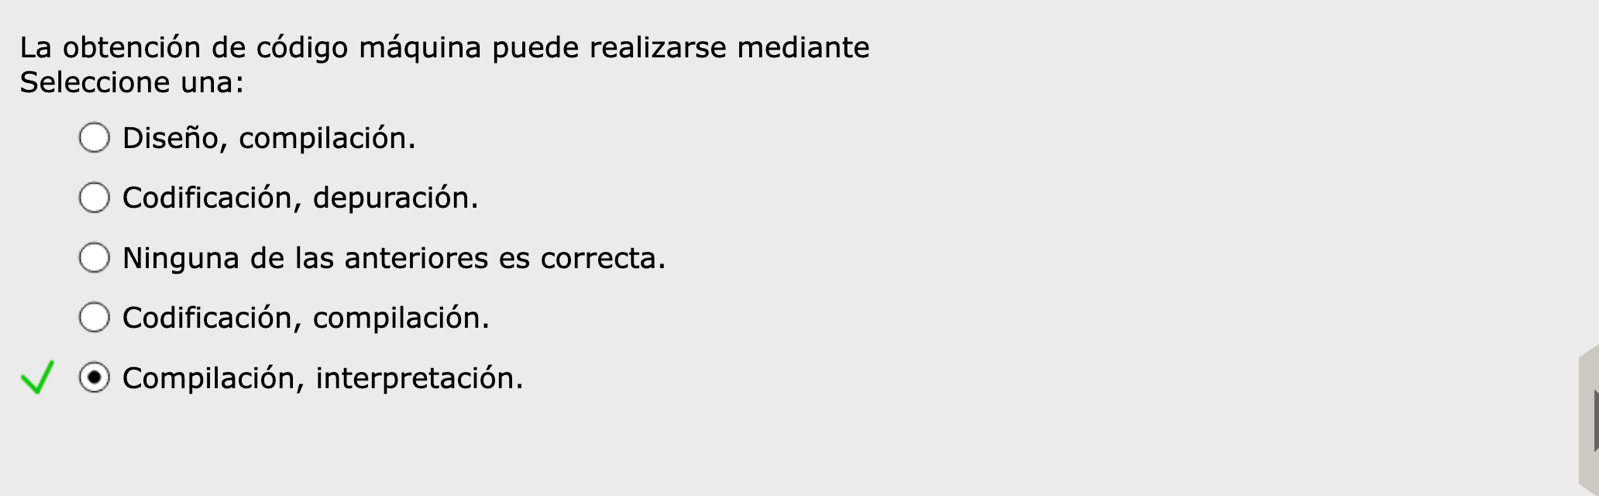 La obtención de código máquina puede realizarse mediante
Seleccione una:
Diseño, compilación.
Codificación, depuración.
Ninguna de las anteriores es correcta.
Codificación, compilación.
Compilación, interpretación.